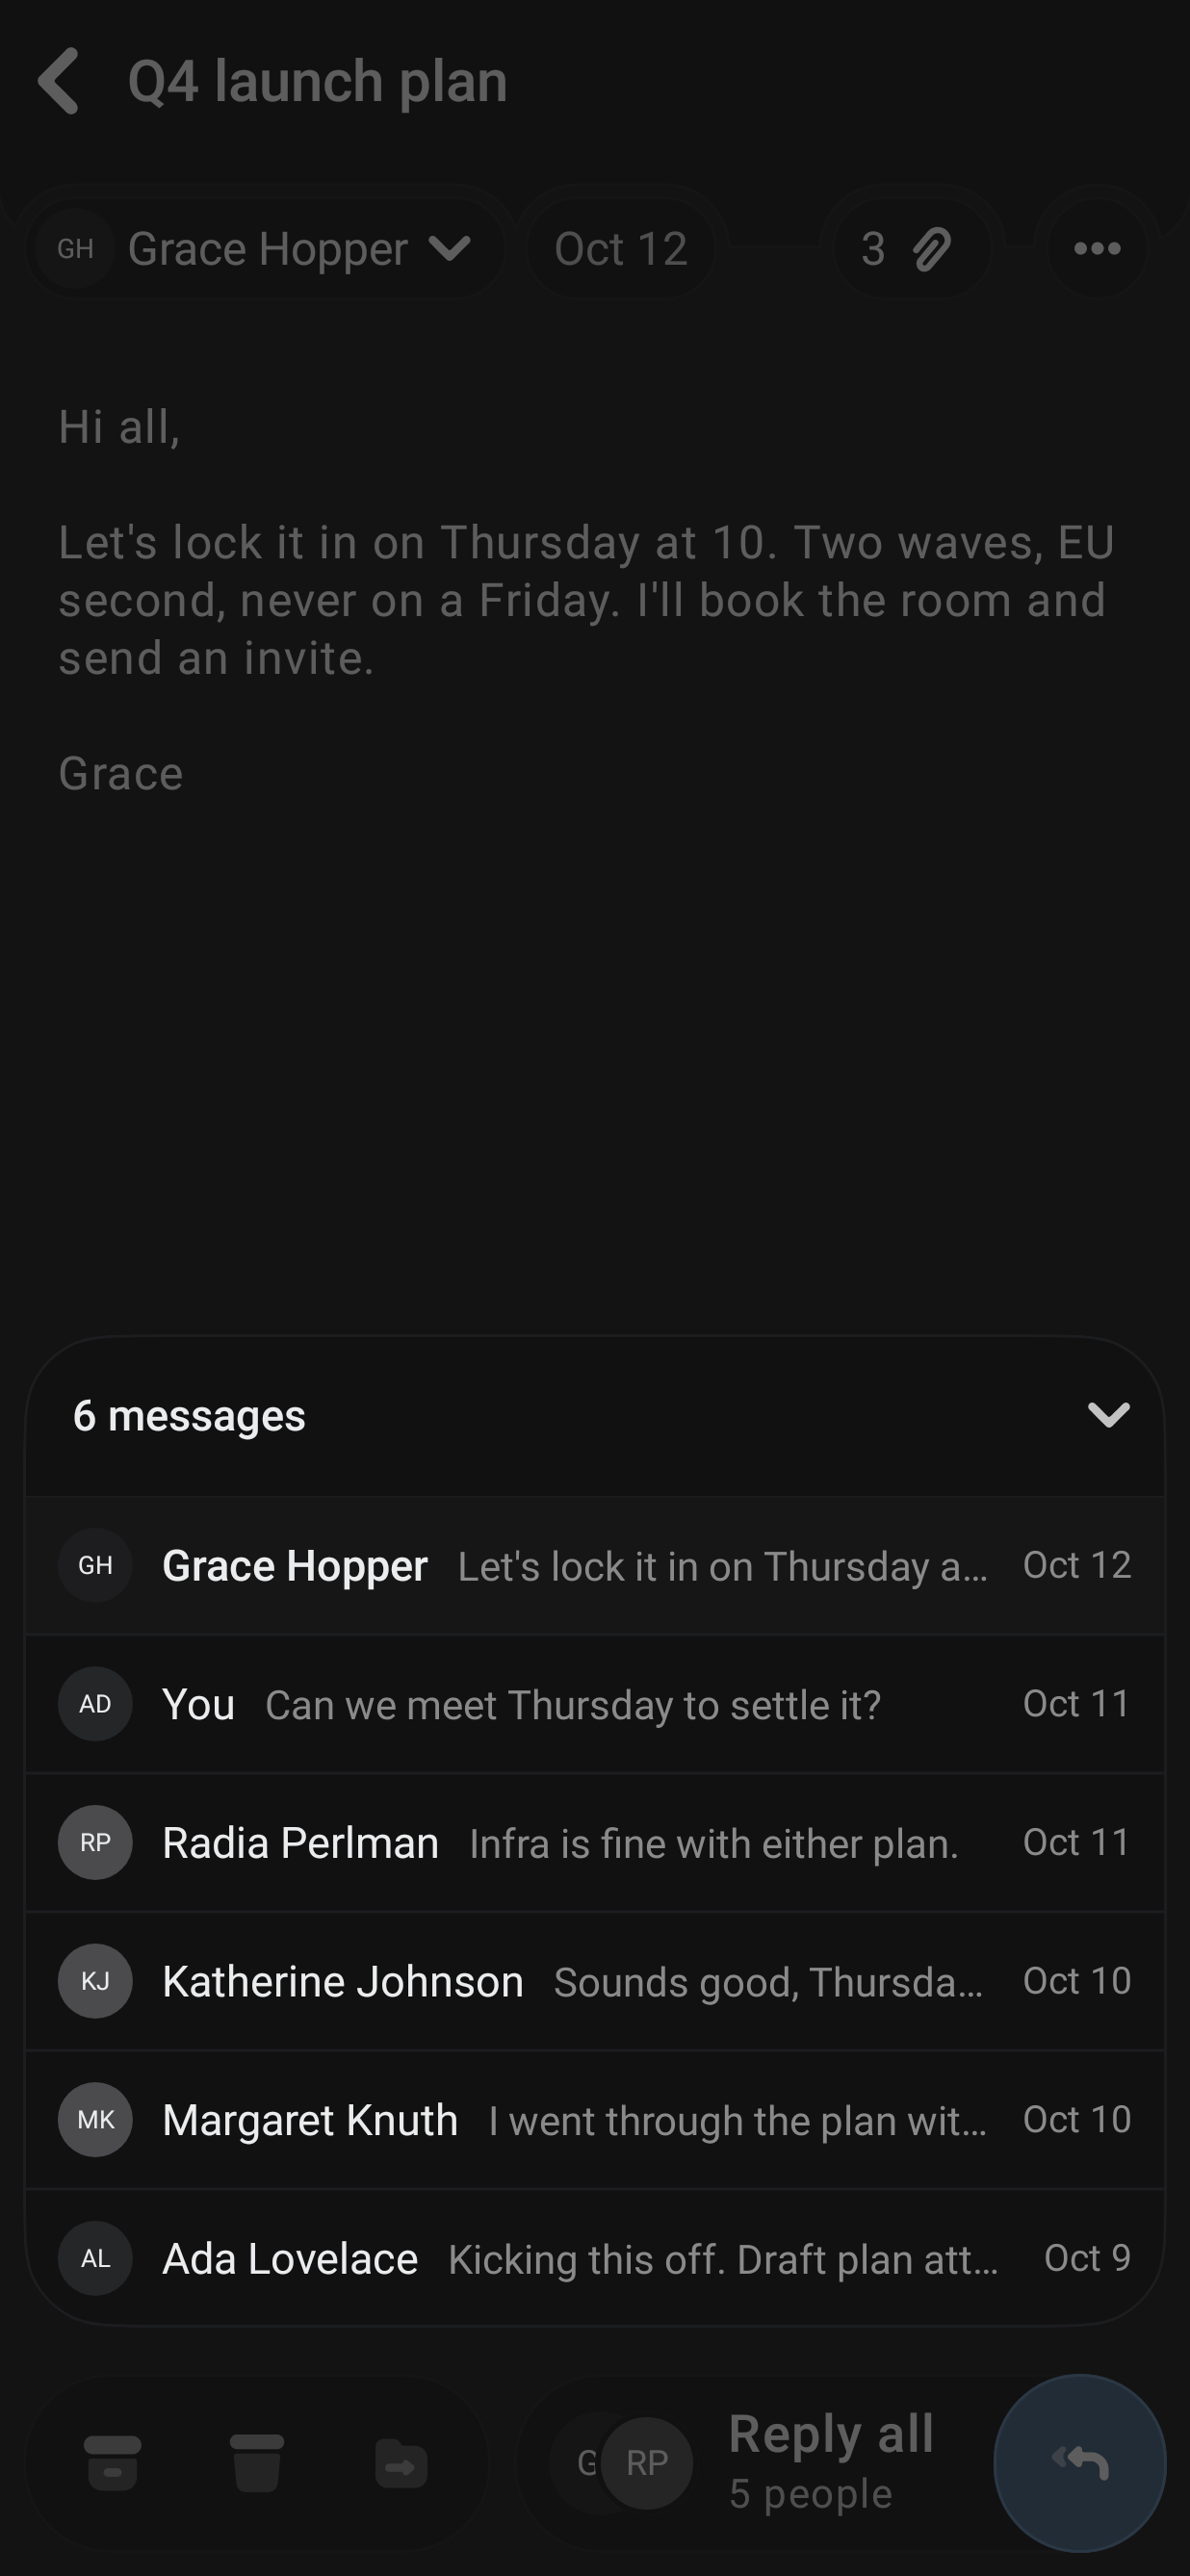 Q4 launch plan
GH Grace Hopper Oct 12 3
Hi all,
Let's lock it in on Thursday at 10. Two waves, EU
second, never on a Friday. I'll book the room and
send an invite.
Grace
6 messages
GH Grace Hopper Let's lock it in on Thursday a... Oct 12
AD You Can we meet Thursday to settle it? Oct 11
RP Radia Perlman Infra is fine with either plan. Oct 11
KJ Katherine Johnson Sounds good, Thursda... Oct 10
MK Margaret Knuth I went through the plan wit... Oct 10
AL Ada Lovelace Kicking this off. Draft plan att... Oct 9
G RP Reply all
5 people